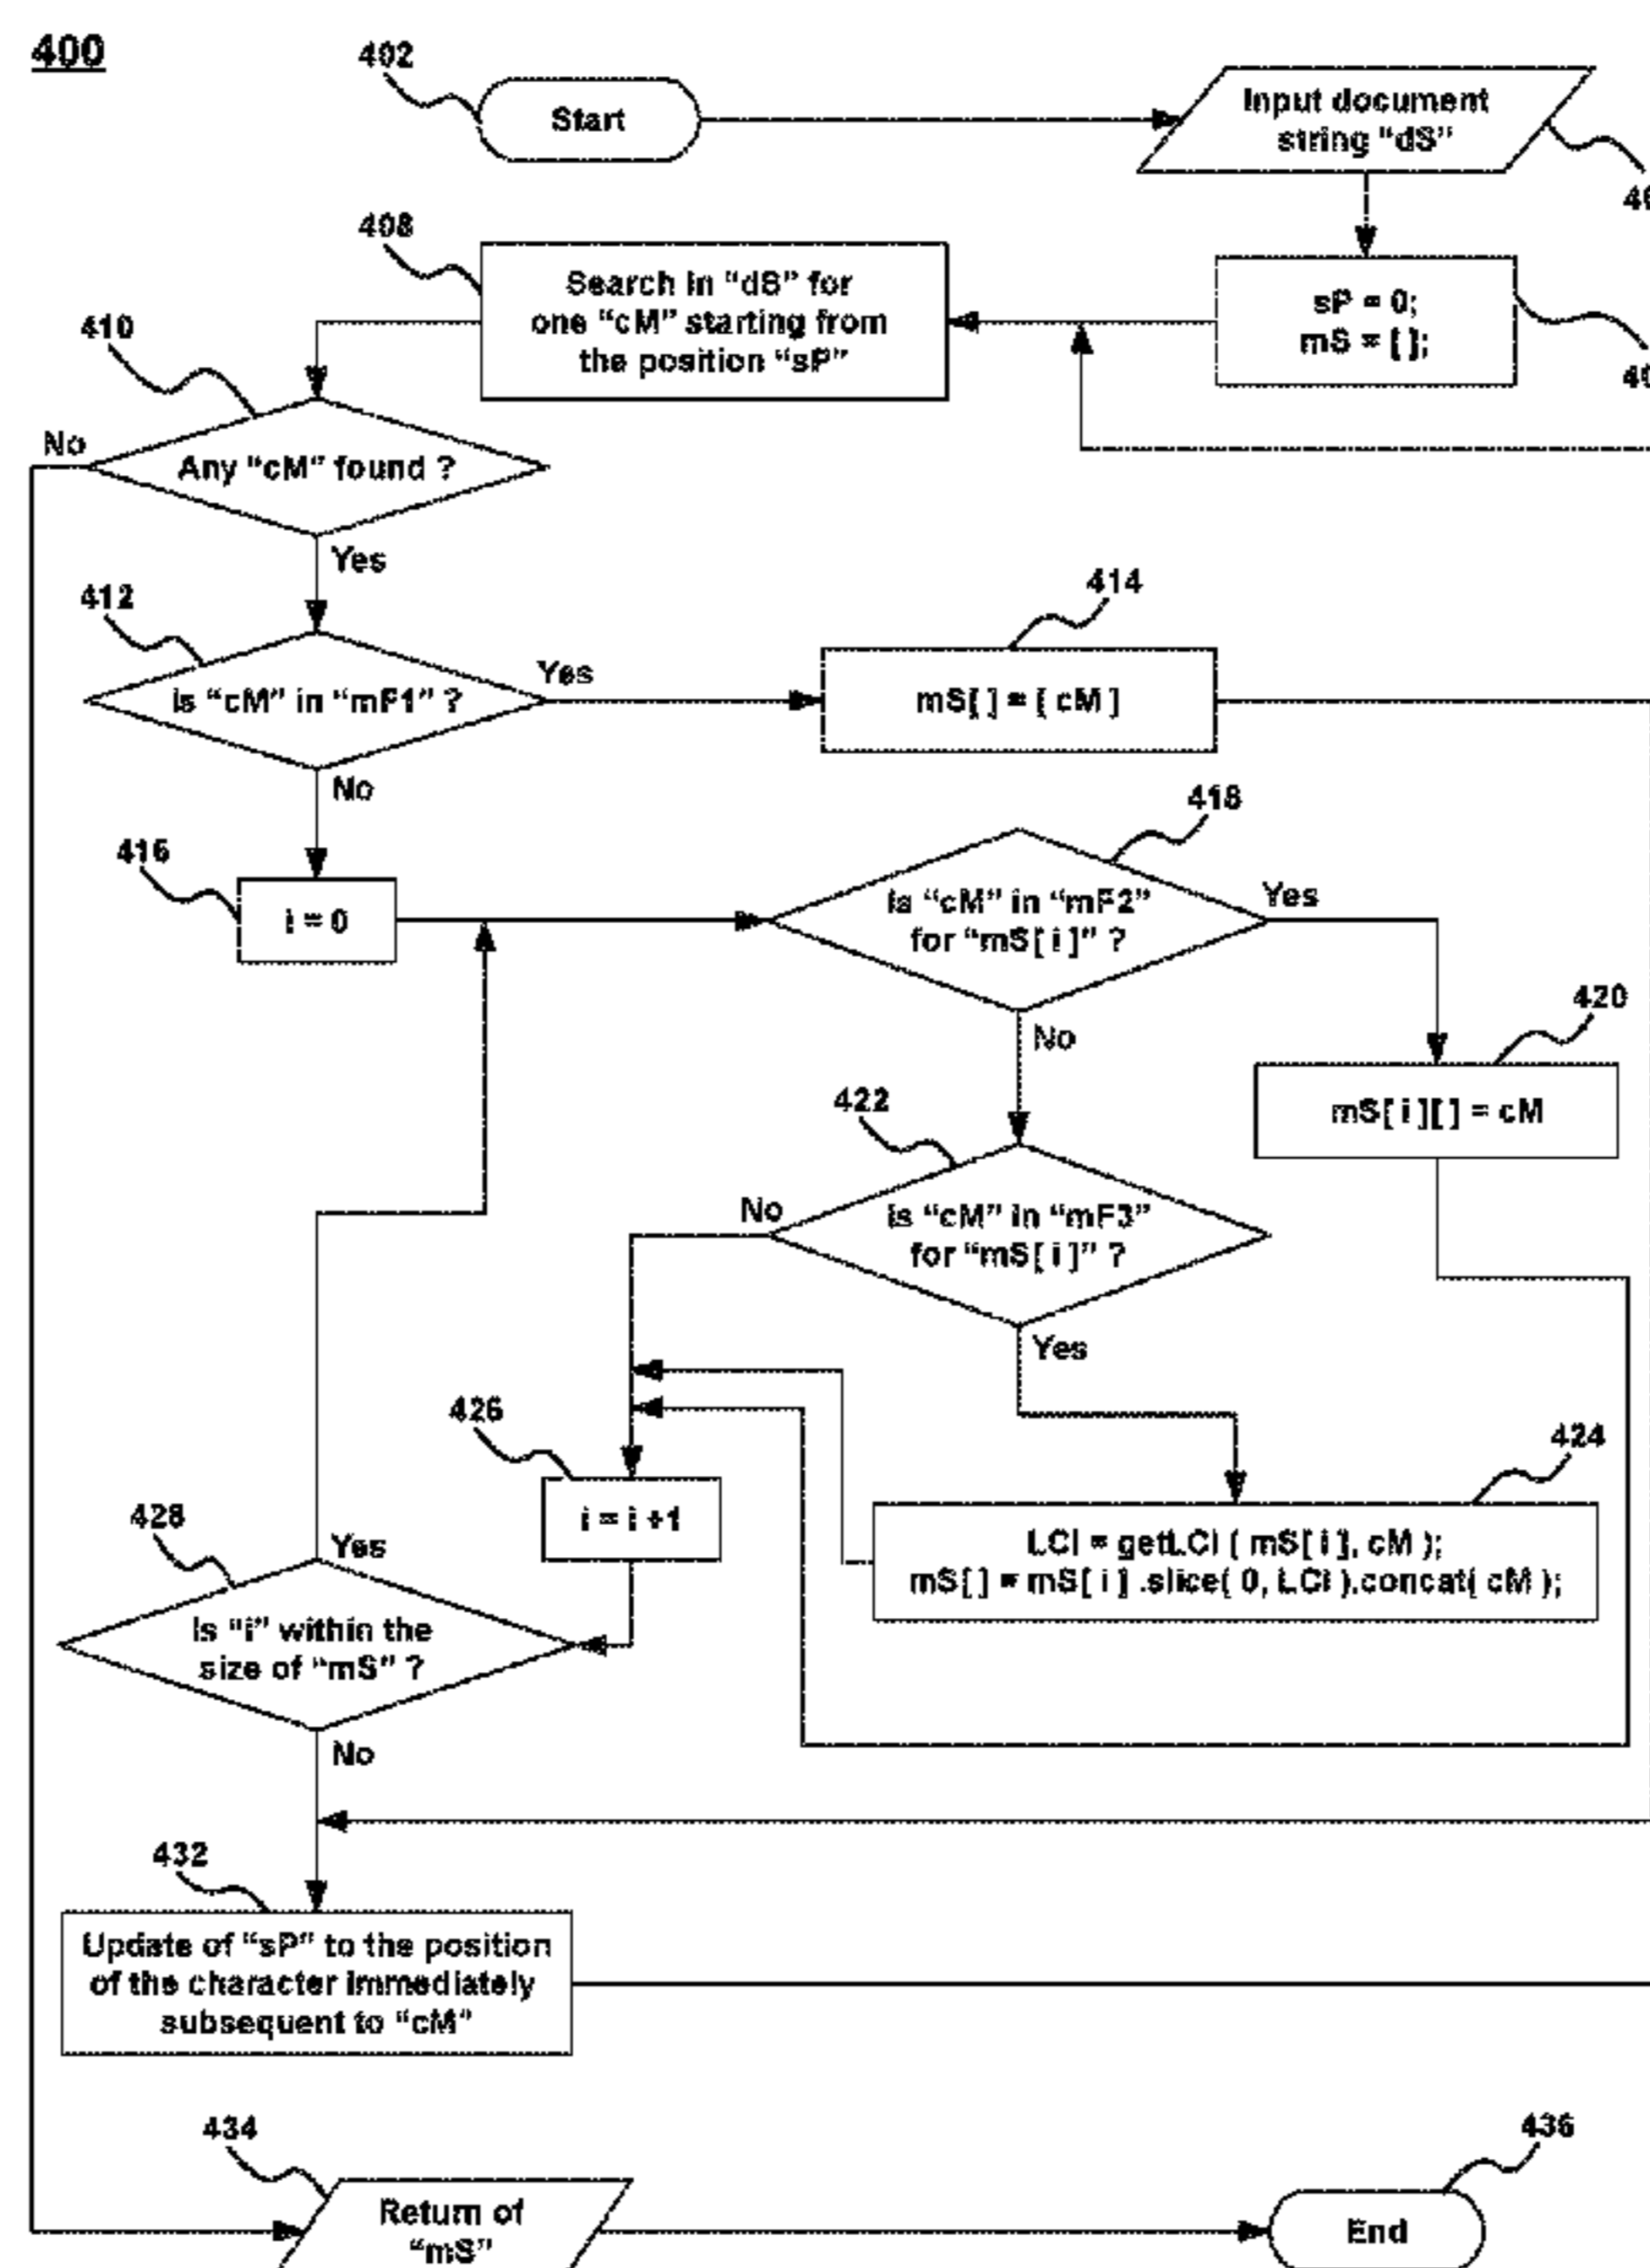 400
402
Start
Input document
string "dS"
408
Search in "dS" for
one "cM" starting from
the position "sP"
sP = 0;
mS = [ ];
410
No
Any "cM" found ?
Yes
412
Is "cM" in "mF1" ?
Yes
414
mS[ ] = [ cM ]
No
416
i = 0
418
Is "cM" in "mF2"
for "mS[ i ]" ?
Yes
No
420
mS[ i ][ ] = cM
422
No
Is "cM" in "mF3"
for "mS[ i ]" ?
Yes
426
i = i +1
424
LCI = getLCI ( mS[ i ], cM );
mS[ ] = mS[ i ] .slice( 0, LCI ).concat( cM );
428
Yes
Is "i" within the
size of "mS" ?
No
432
Update of "sP" to the position
of the character immediately
subsequent to "cM"
434
Return of
"mS"
436
End